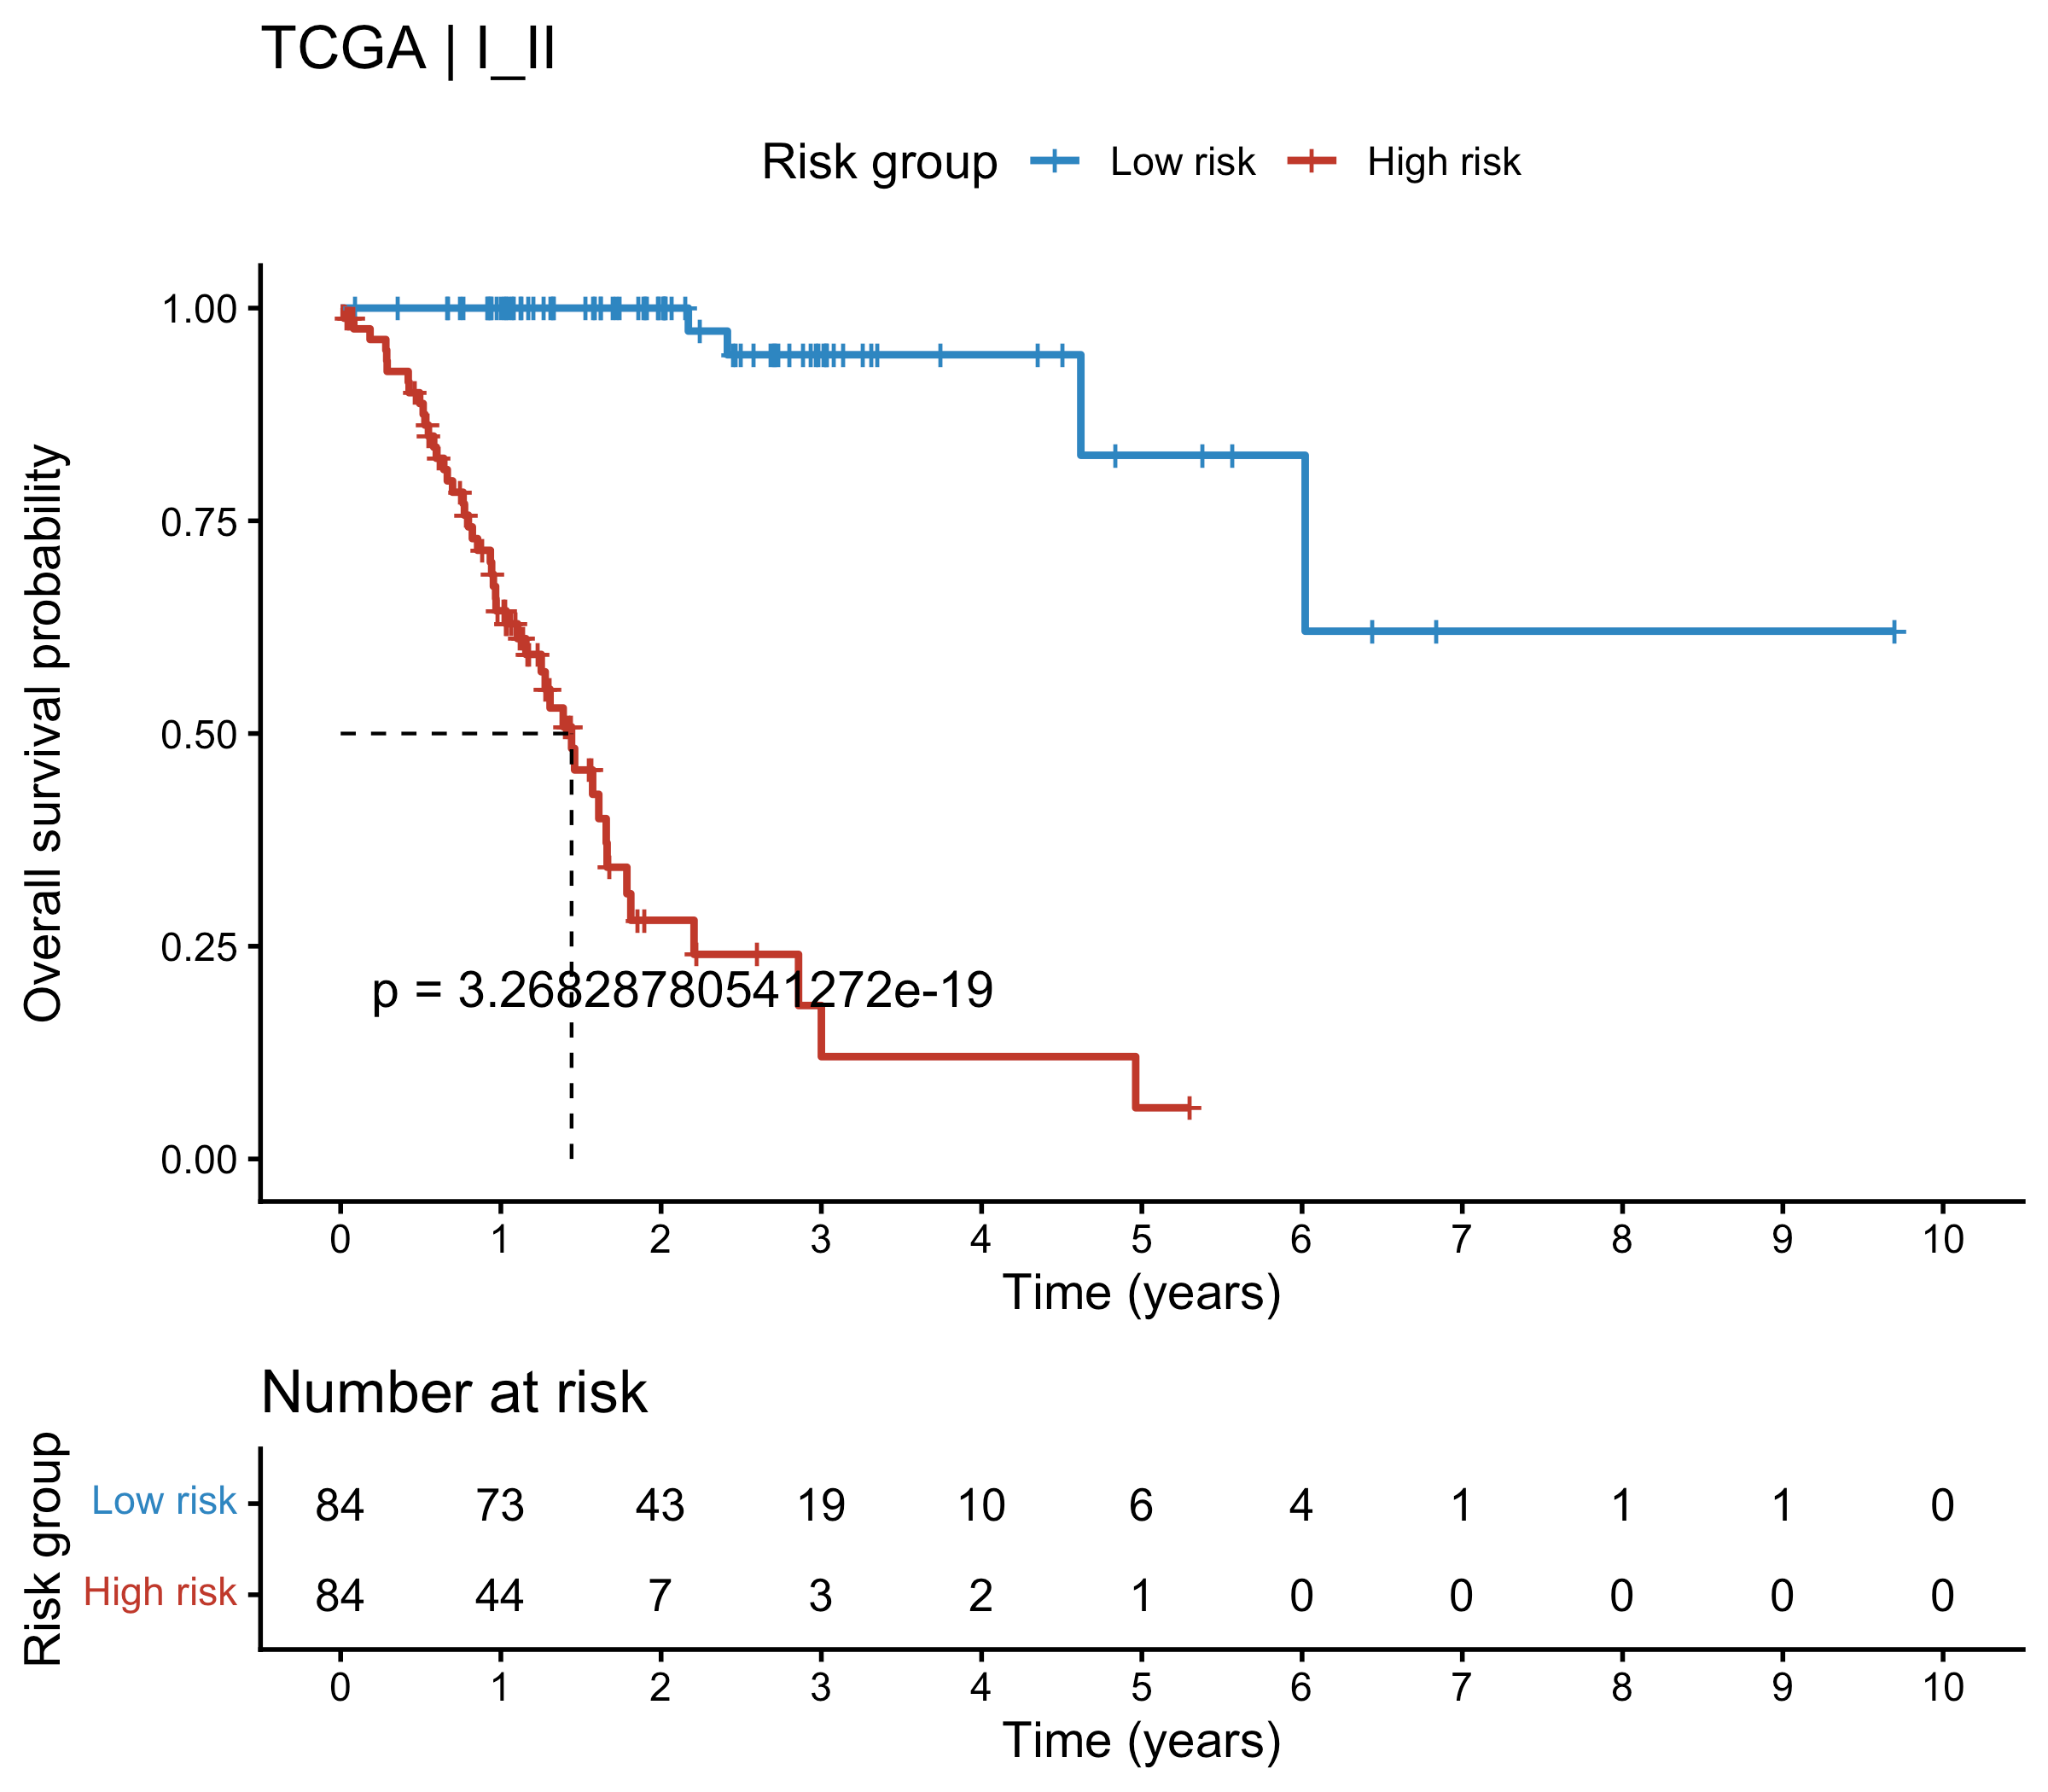 TCGA | I_II
Risk group Low risk High risk
Overall survival probability
1.00
0.75
0.50
0.25
0.00
p = 3.26828780541272e-19
0 1 2 3 4 5 6 7 8 9 10
Time (years)
Number at risk
Risk group
Low risk 84 73 43 19 10 6 4 1 1 1 0
High risk 84 44 7 3 2 1 0 0 0 0 0
0 1 2 3 4 5 6 7 8 9 10
Time (years)